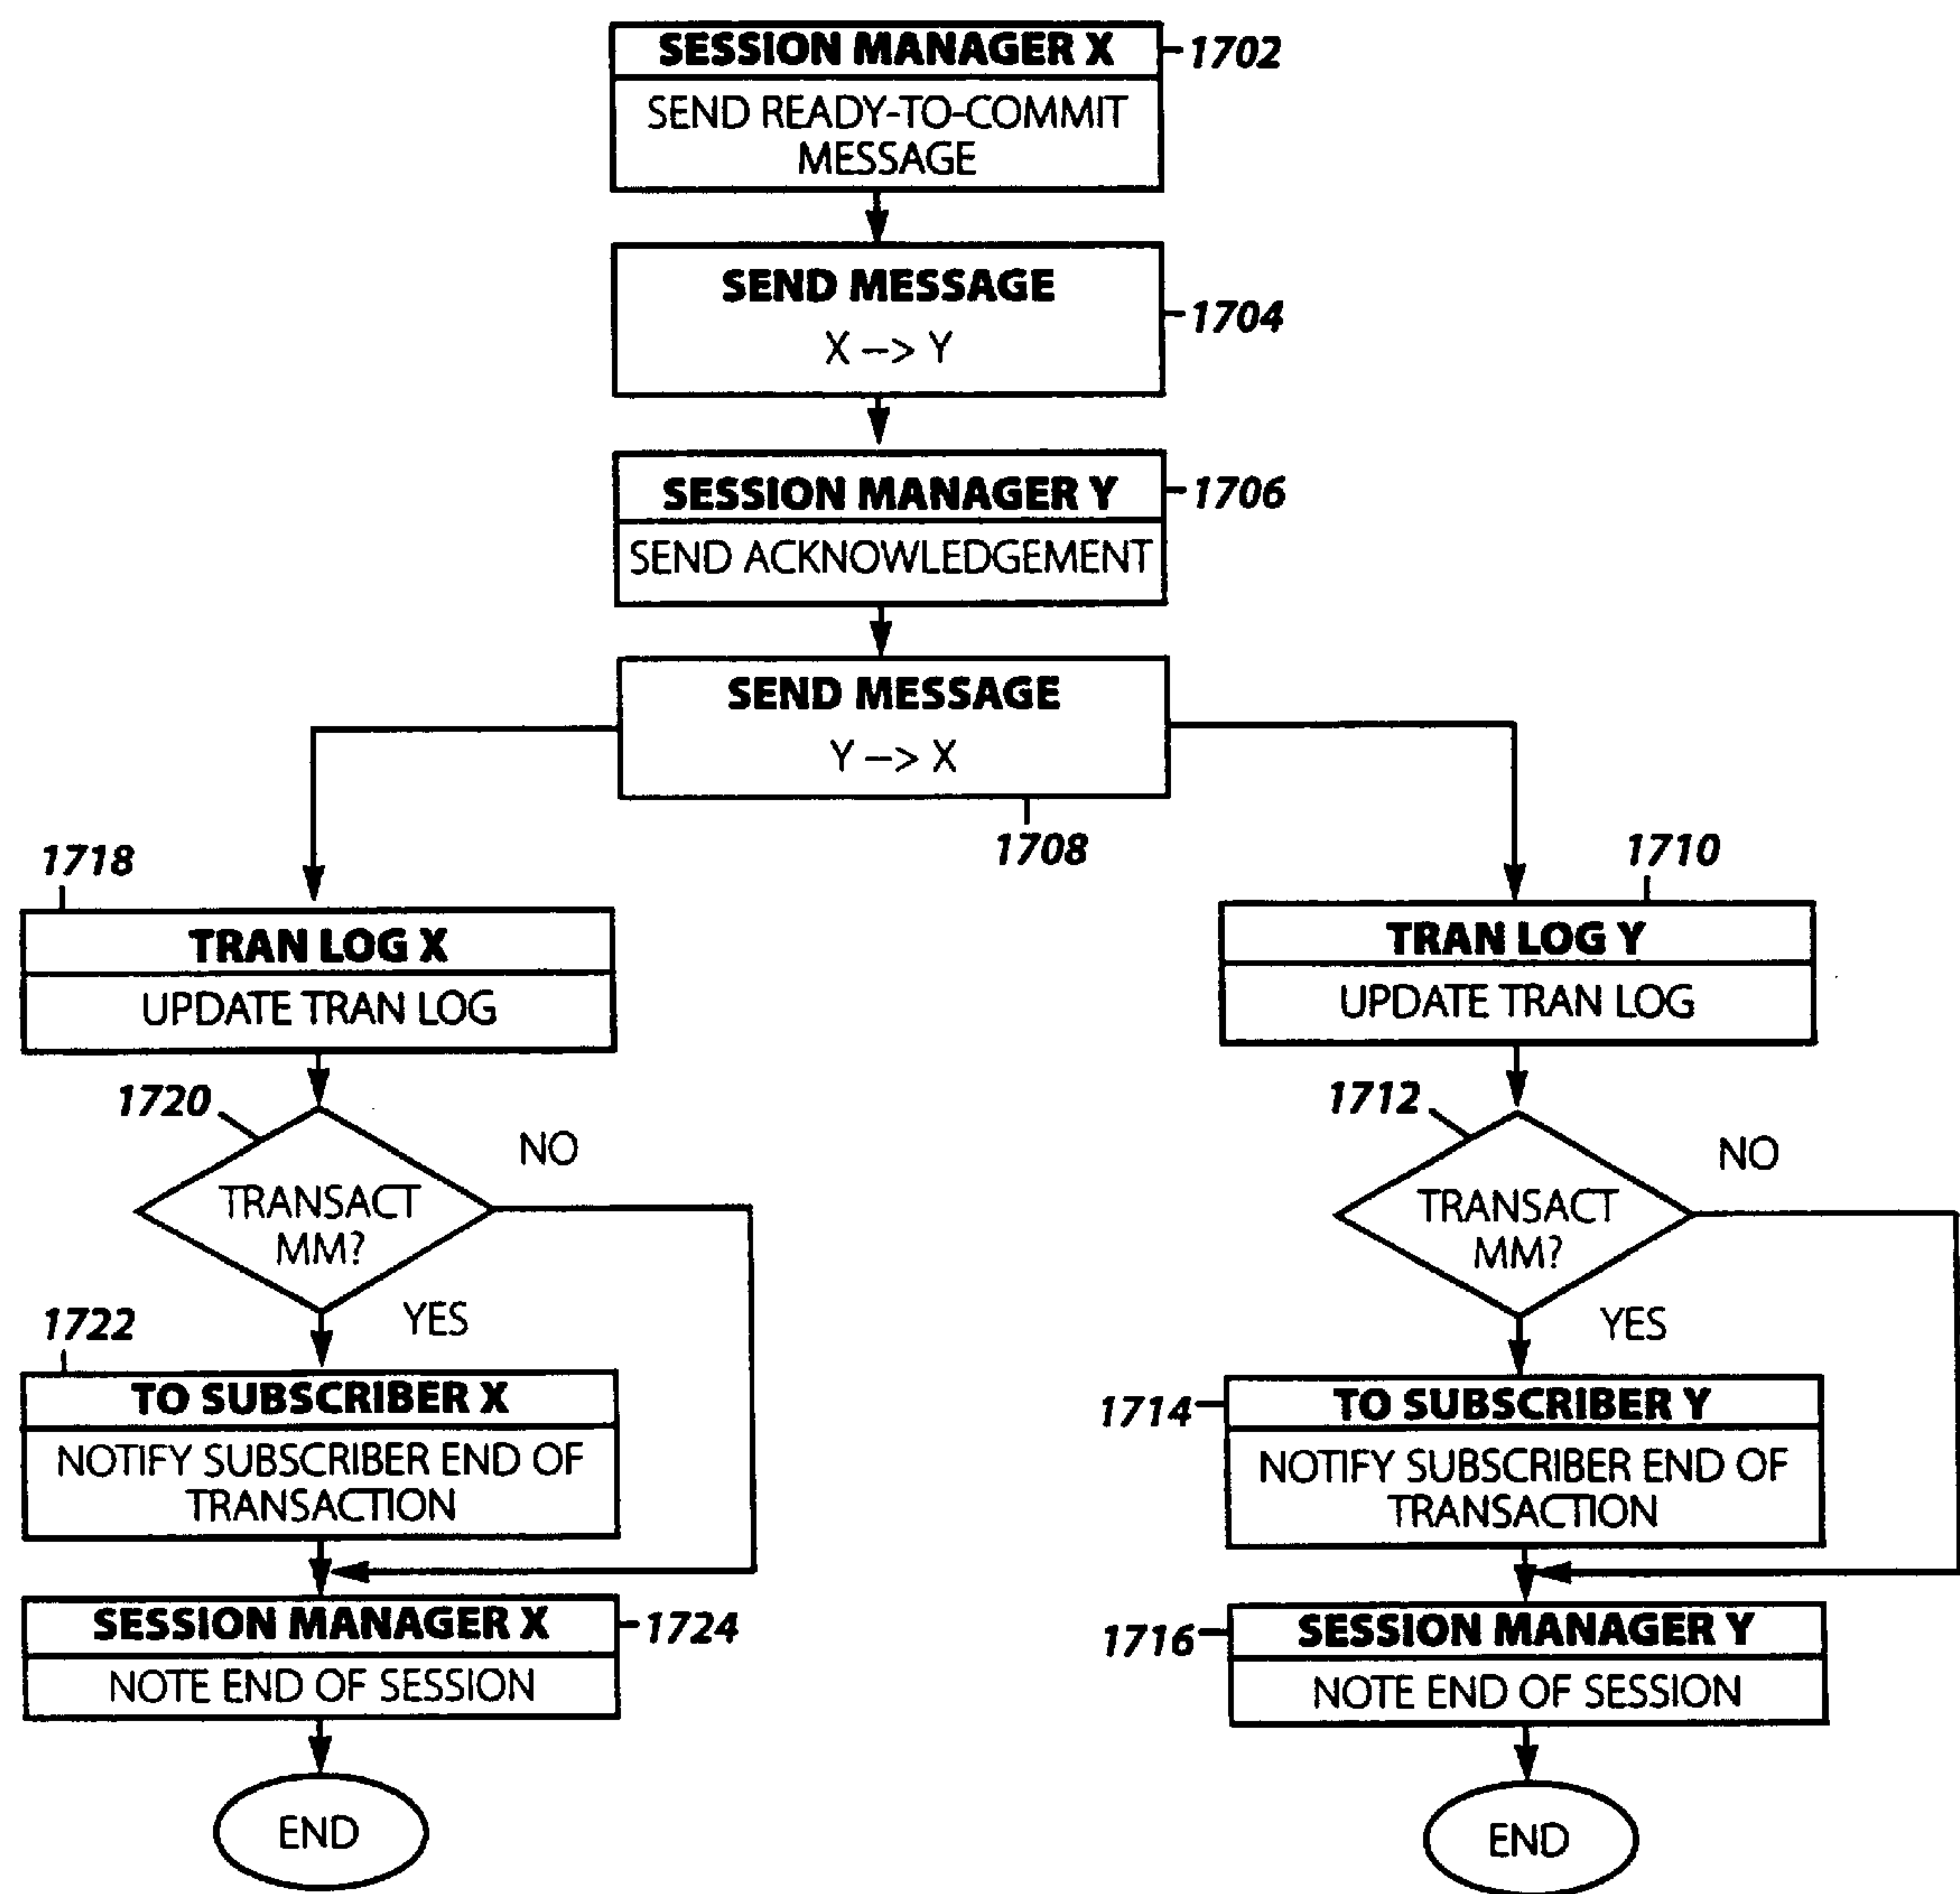 SESSION MANAGER X
1702
SEND READY-TO-COMMIT
MESSAGE
SEND MESSAGE
1704
X –> Y
SESSION MANAGER Y
1706
SEND ACKNOWLEDGEMENT
SEND MESSAGE
Y –> X
1708
1718
TRAN LOG X
UPDATE TRAN LOG
1720
NO
TRANSACT
MM?
YES
1722
TO SUBSCRIBER X
NOTIFY SUBSCRIBER END OF
TRANSACTION
SESSION MANAGER X
1724
NOTE END OF SESSION
END
1710
TRAN LOG Y
UPDATE TRAN LOG
1712
NO
TRANSACT
MM?
YES
1714
TO SUBSCRIBER Y
NOTIFY SUBSCRIBER END OF
TRANSACTION
1716
SESSION MANAGER Y
NOTE END OF SESSION
END